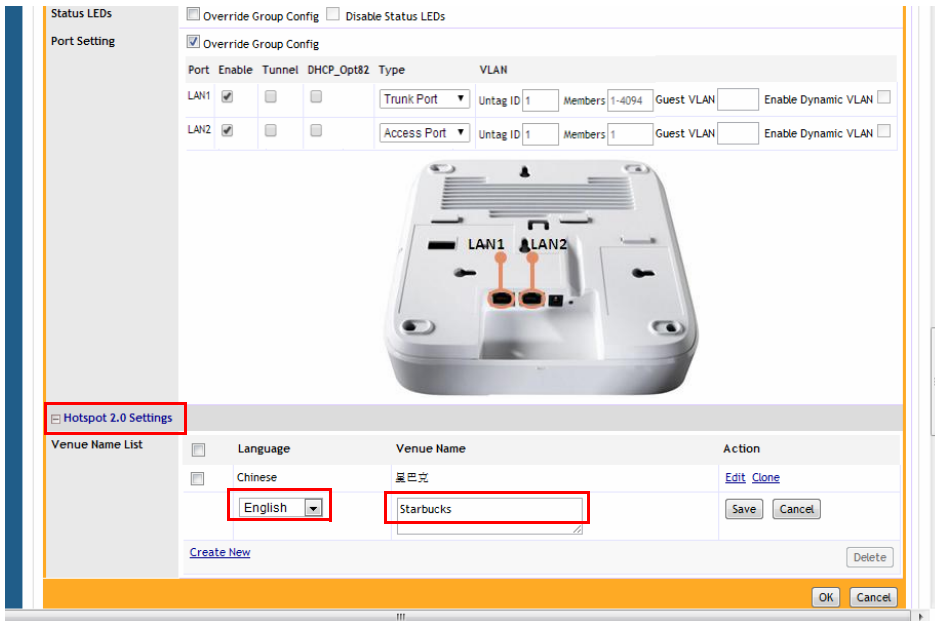 Status LEDs Override Group Config Disable Status LEDs
Port Setting Override Group Config
Port Enable Tunnel DHCP_Opt82 Type VLAN
LAN1 Trunk Port Untag ID 1 Members 1-4094 Guest VLAN Enable Dynamic VLAN
LAN2 Access Port Untag ID 1 Members 1 Guest VLAN Enable Dynamic VLAN
LAN1 LAN2
Hotspot 2.0 Settings
Venue Name List Language Venue Name Action
Chinese 星巴克 Edit Clone
English Starbucks Save Cancel
Create New Delete
OK Cancel